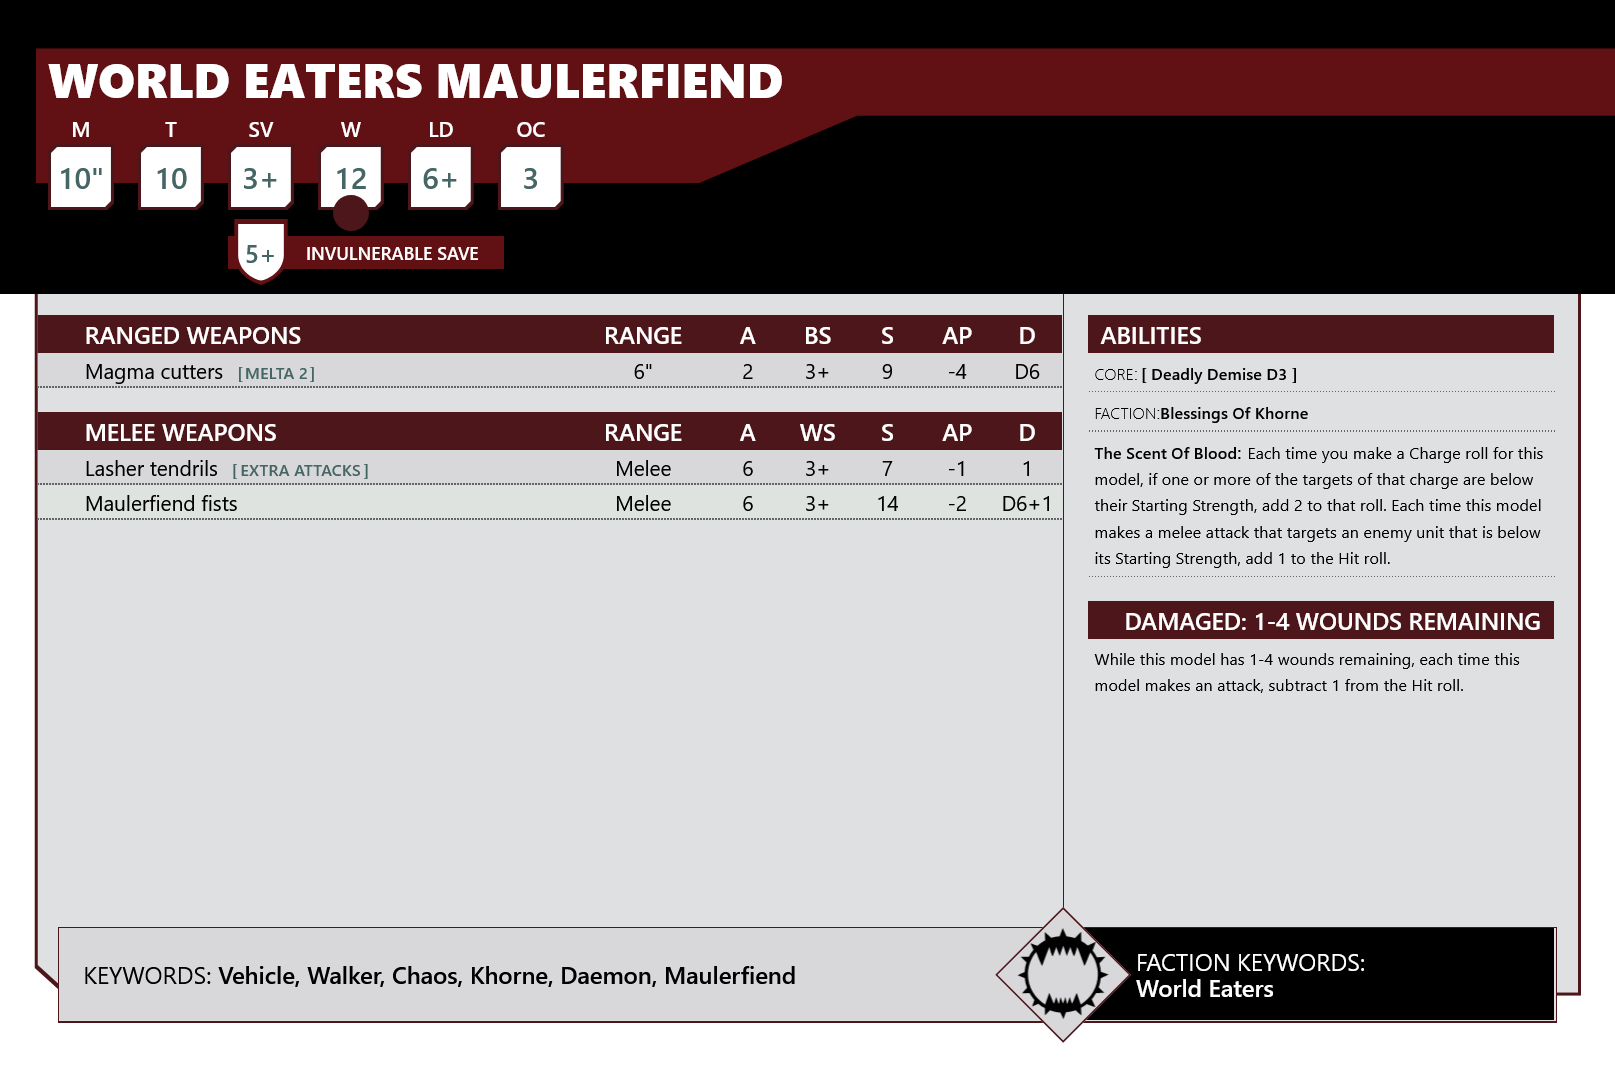 WORLD EATERS MAULERFIEND
M T SV W LD OC
10" 10 3+ 12 6+ 3
5+ INVULNERABLE SAVE
RANGED WEAPONS RANGE A BS S AP D
Magma cutters [MELTA 2] 6" 2 3+ 9 -4 D6
MELEE WEAPONS RANGE A WS S AP D
Lasher tendrils [EXTRA ATTACKS] Melee 6 3+ 7 -1 1
Maulerfiend fists Melee 6 3+ 14 -2 D6+1
ABILITIES
CORE: [ Deadly Demise D3 ]
FACTION:Blessings Of Khorne
The Scent Of Blood: Each time you make a Charge roll for this
model, if one or more of the targets of that charge are below
their Starting Strength, add 2 to that roll. Each time this model
makes a melee attack that targets an enemy unit that is below
its Starting Strength, add 1 to the Hit roll.
DAMAGED: 1-4 WOUNDS REMAINING
While this model has 1-4 wounds remaining, each time this
model makes an attack, subtract 1 from the Hit roll.
KEYWORDS: Vehicle, Walker, Chaos, Khorne, Daemon, Maulerfiend
FACTION KEYWORDS:
World Eaters